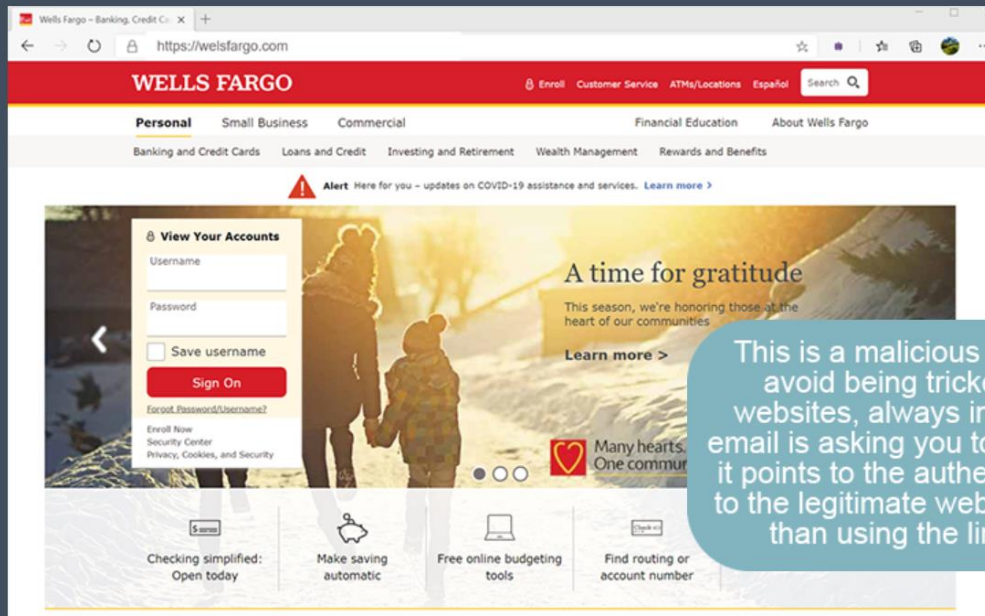 Wells Fargo – Banking, Credit Ca
https://welsfargo.com
WELLS FARGO
Enroll Customer Service ATMs/Locations Español Search
Personal Small Business Commercial Financial Education About Wells Fargo
Banking and Credit Cards Loans and Credit Investing and Retirement Wealth Management Rewards and Benefits
Alert Here for you – updates on COVID-19 assistance and services. Learn more >
View Your Accounts
Username
Password
Save username
Sign On
Forgot Password/Username?
Enroll Now
Security Center
Privacy, Cookies, and Security
A time for gratitude
This season, we're honoring those at the
heart of our communities
Learn more >
Many hearts.
One commun
This is a malicious
avoid being tricke
websites, always in
email is asking you to
it points to the authe
to the legitimate web
than using the lin
Checking simplified:
Open today
Make saving
automatic
Free online budgeting
tools
Find routing or
account number